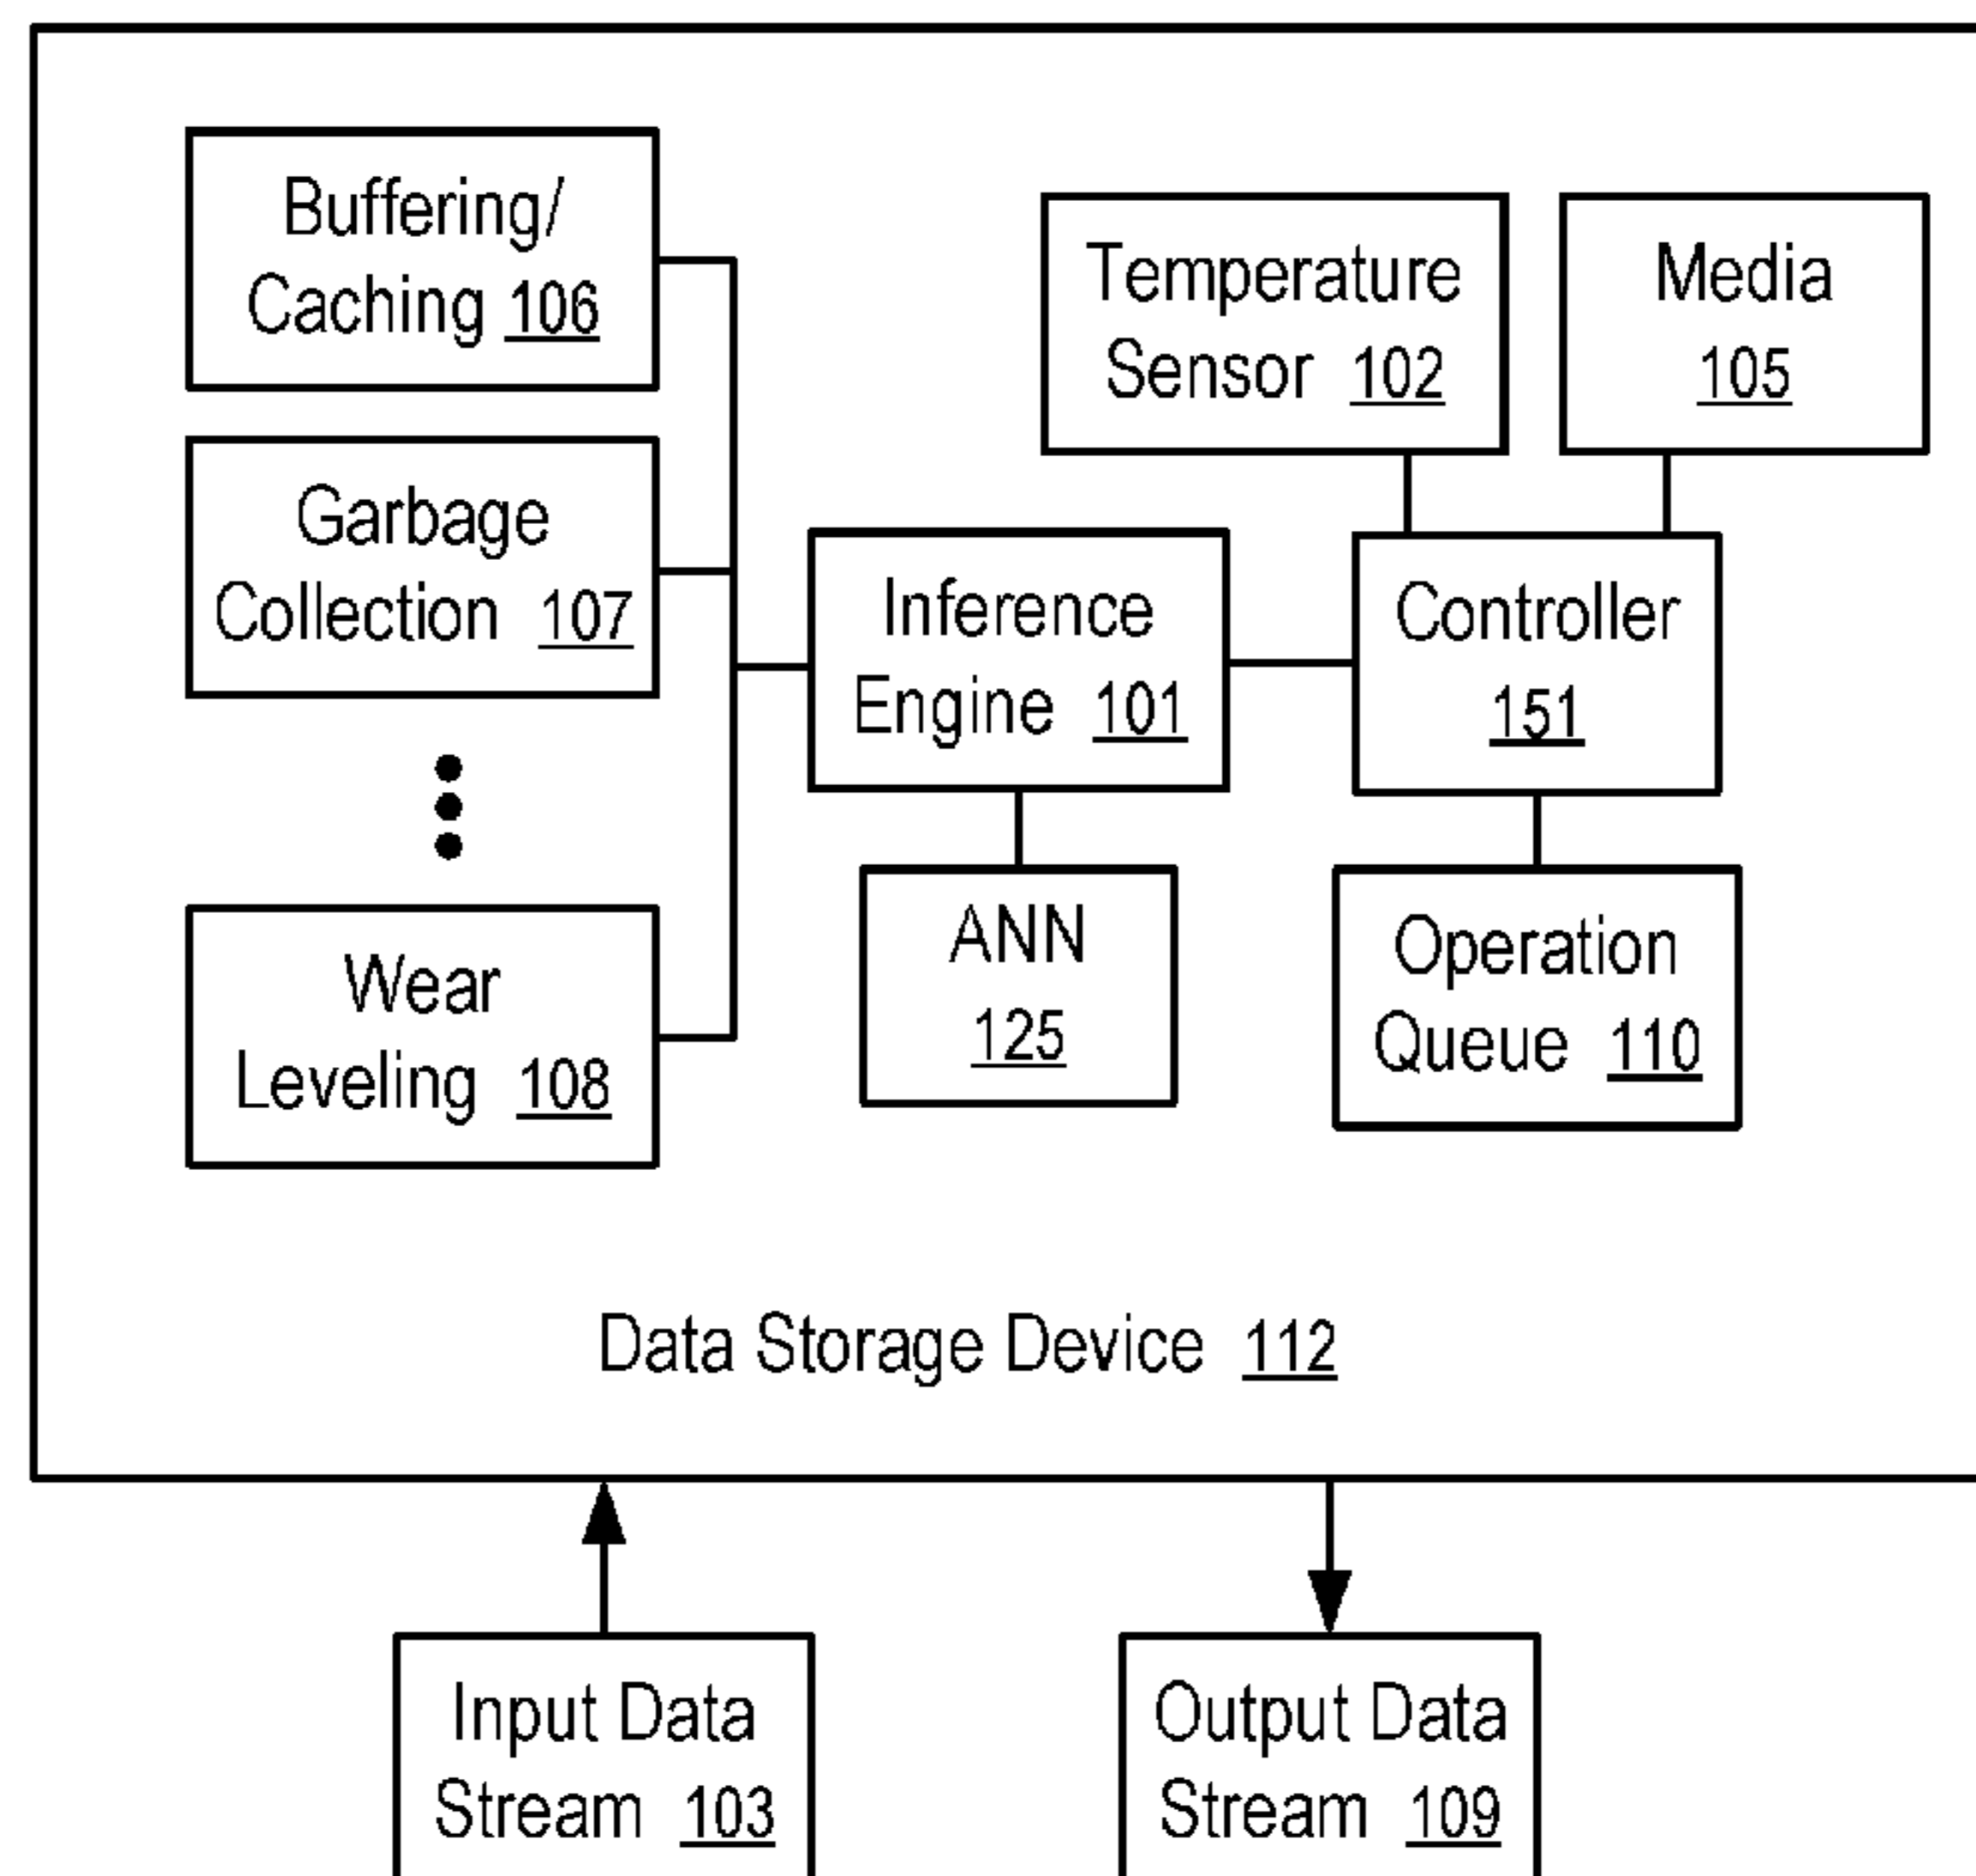 Buffering/
Caching 106
Temperature
Sensor 102
Media
105
Garbage
Collection 107
Inference
Engine 101
Controller
151
Wear
Leveling 108
ANN
125
Operation
Queue 110
Data Storage Device 112
Input Data
Stream 103
Output Data
Stream 109